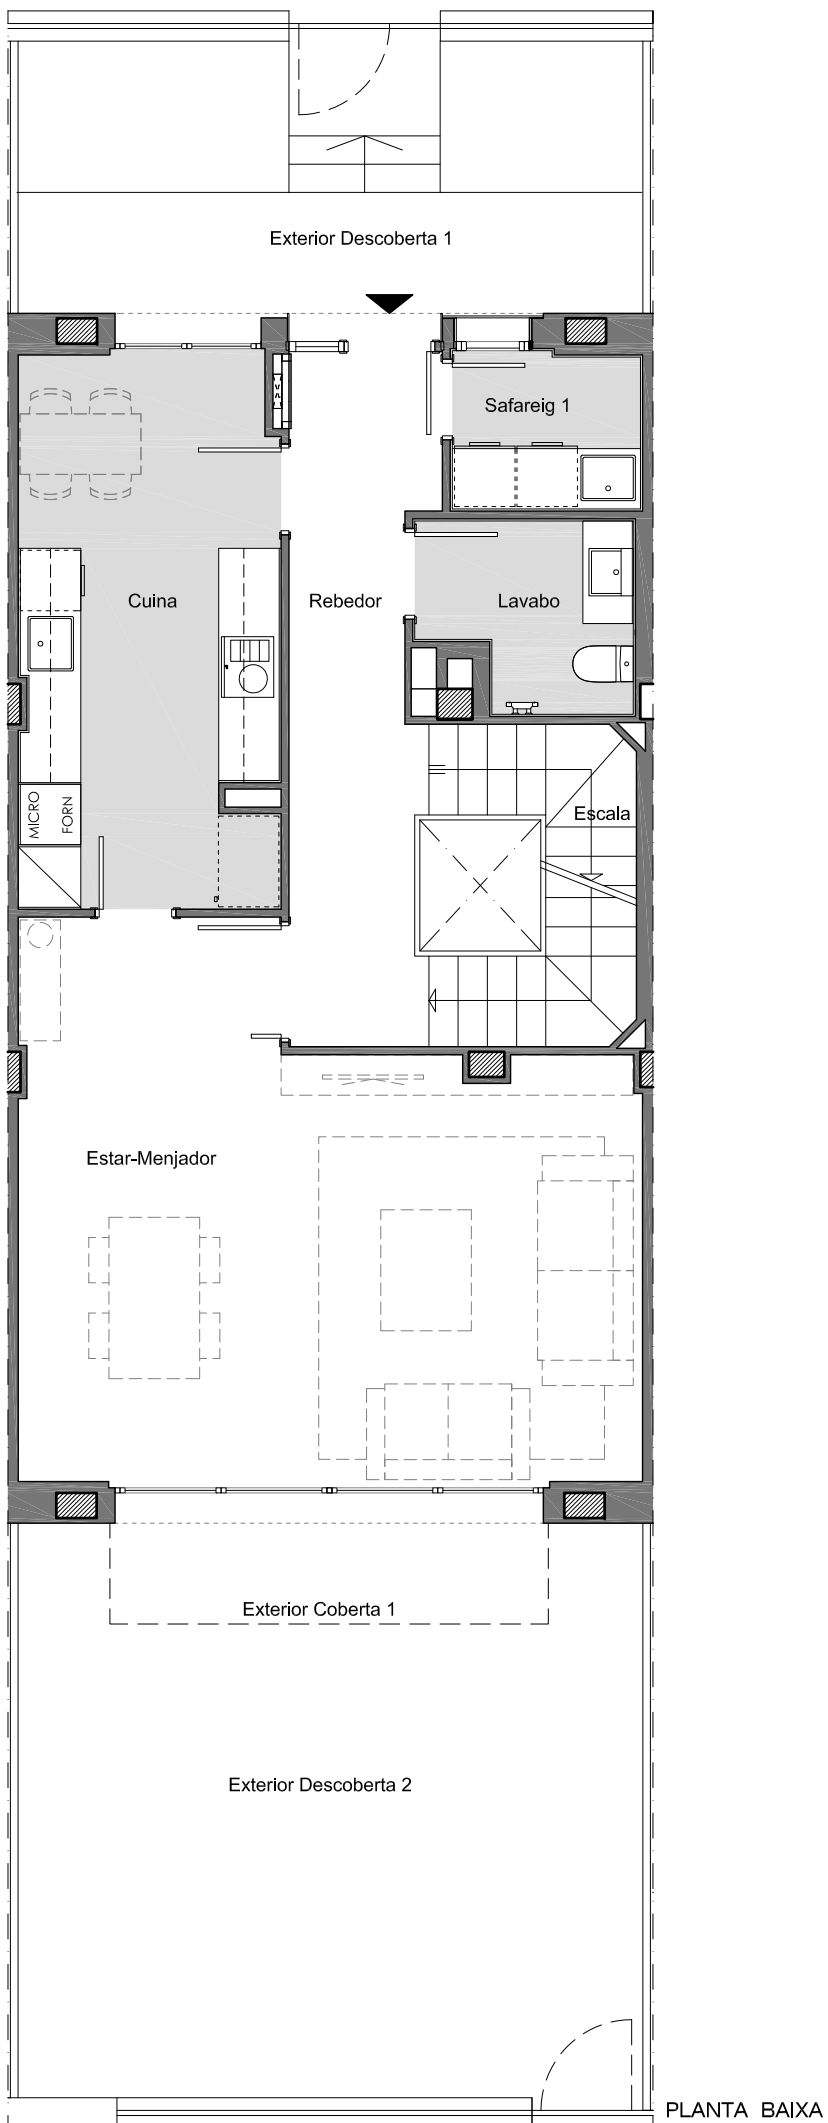 Exterior Descoberta 1
Safareig 1
Cuina
Rebedor
Lavabo
MICRO
FORN
Escala
Estar-Menjador
Exterior Coberta 1
Exterior Descoberta 2
PLANTA BAIXA